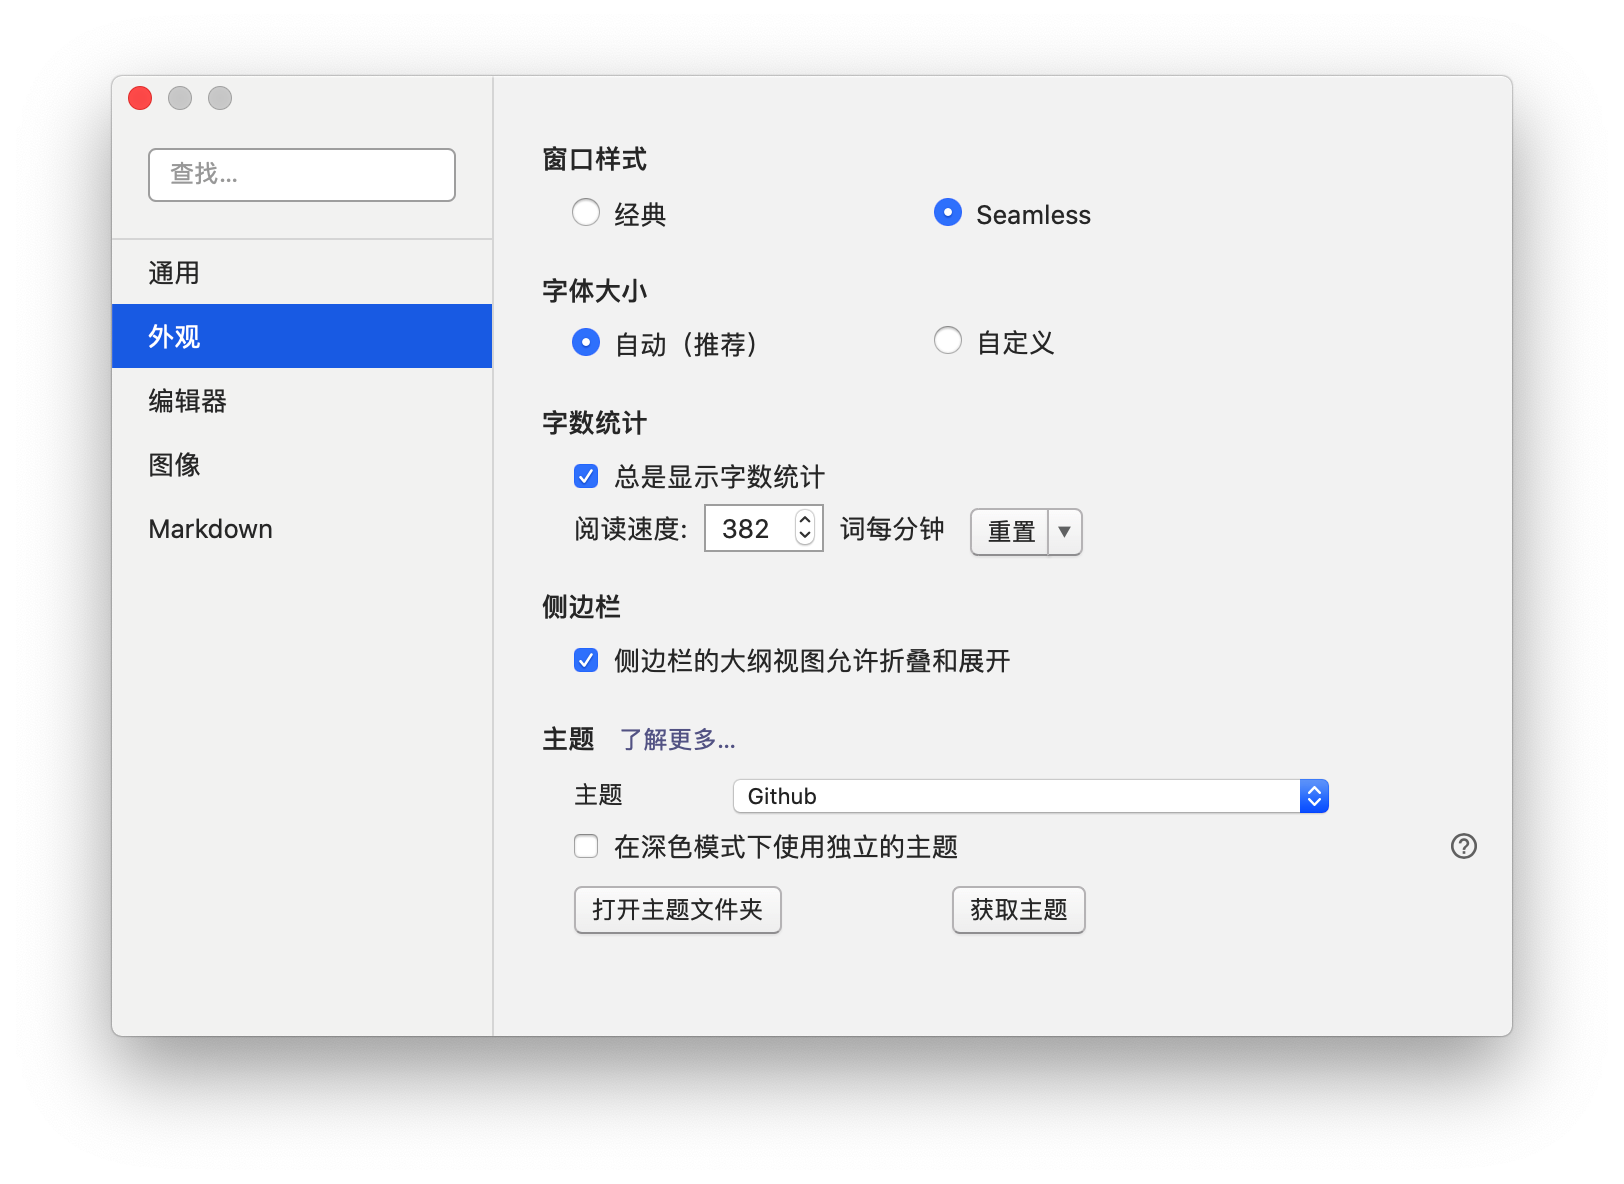 查找...
通用
外观
编辑器
图像
Markdown
窗口样式
经典 Seamless
字体大小
自动（推荐） 自定义
字数统计
总是显示字数统计
阅读速度: 382 词每分钟 重置
侧边栏
侧边栏的大纲视图允许折叠和展开
主题 了解更多...
主题 Github
在深色模式下使用独立的主题 ?
打开主题文件夹 获取主题